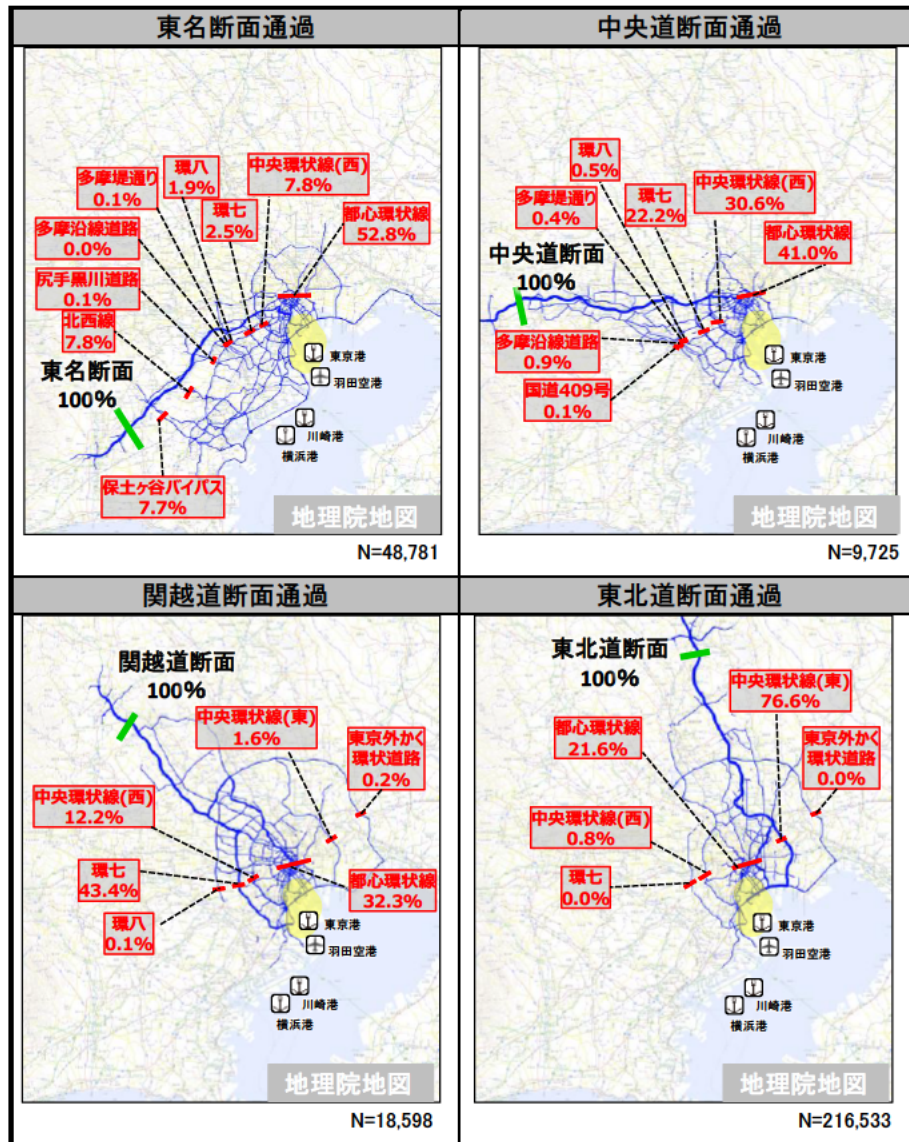 東名断面通過
環八
1.9%
中央環状線(西)
7.8%
多摩堤通り
0.1%
環七
2.5%
都心環状線
52.8%
多摩沿線道路
0.0%
尻手黒川道路
0.1%
北西線
7.8%
東名断面
100%
東京港
羽田空港
川崎港
横浜港
保土ヶ谷バイパス
7.7%
地理院地図
N=48,781
中央道断面通過
環八
0.5%
中央環状線(西)
30.6%
多摩堤通り
0.4%
環七
22.2%
都心環状線
41.0%
中央道断面
100%
多摩沿線道路
0.9%
国道409号
0.1%
東京港
羽田空港
川崎港
横浜港
地理院地図
N=9,725
関越道断面通過
関越道断面
100%
中央環状線(東)
1.6%
東京外かく
環状道路
0.2%
中央環状線(西)
12.2%
環七
43.4%
都心環状線
32.3%
環八
0.1%
東京港
羽田空港
川崎港
横浜港
地理院地図
N=18,598
東北道断面通過
東北道断面
100%
中央環状線(東)
76.6%
都心環状線
21.6%
東京外かく
環状道路
0.0%
中央環状線(西)
0.8%
環七
0.0%
東京港
羽田空港
川崎港
横浜港
地理院地図
N=216,533